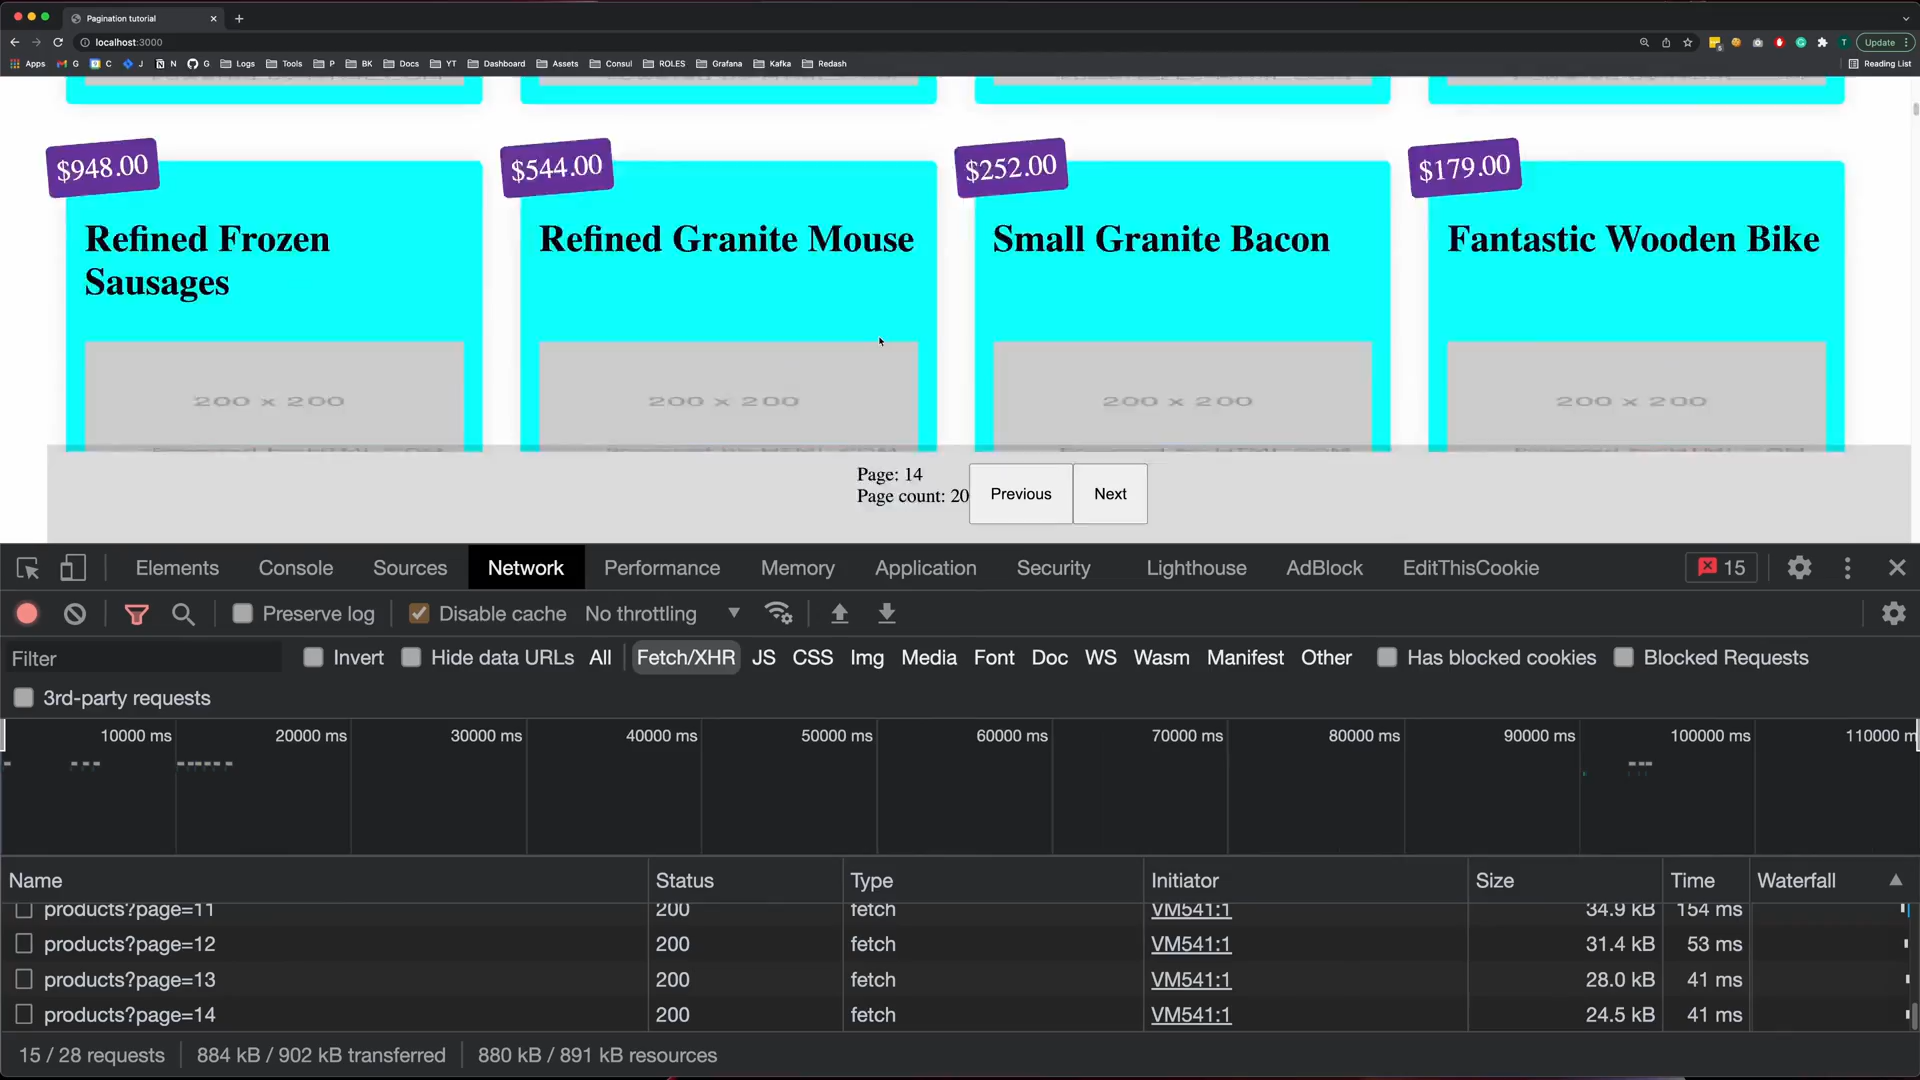 Pagination tutorial
localhost:3000
Update
Apps G C J N G Logs Tools P BK Docs YT Dashboard Assets Consul ROLES Grafana Kafka Redash Reading List
$948.00 $544.00 $252.00 $179.00
Refined Frozen Sausages
Refined Granite Mouse
Small Granite Bacon
Fantastic Wooden Bike
200 x 200 200 x 200 200 x 200 200 x 200
Page: 14
Page count: 20
Previous Next
Elements Console Sources Network Performance Memory Application Security Lighthouse AdBlock EditThisCookie 15
Preserve log Disable cache No throttling
Filter Invert Hide data URLs All Fetch/XHR JS CSS Img Media Font Doc WS Wasm Manifest Other Has blocked cookies Blocked Requests
3rd-party requests
10000 ms 20000 ms 30000 ms 40000 ms 50000 ms 60000 ms 70000 ms 80000 ms 90000 ms 100000 ms 110000 m
Name Status Type Initiator Size Time Waterfall
products?page=11 200 fetch VM541:1 34.9 kB 154 ms
products?page=12 200 fetch VM541:1 31.4 kB 53 ms
products?page=13 200 fetch VM541:1 28.0 kB 41 ms
products?page=14 200 fetch VM541:1 24.5 kB 41 ms
15 / 28 requests 884 kB / 902 kB transferred 880 kB / 891 kB resources